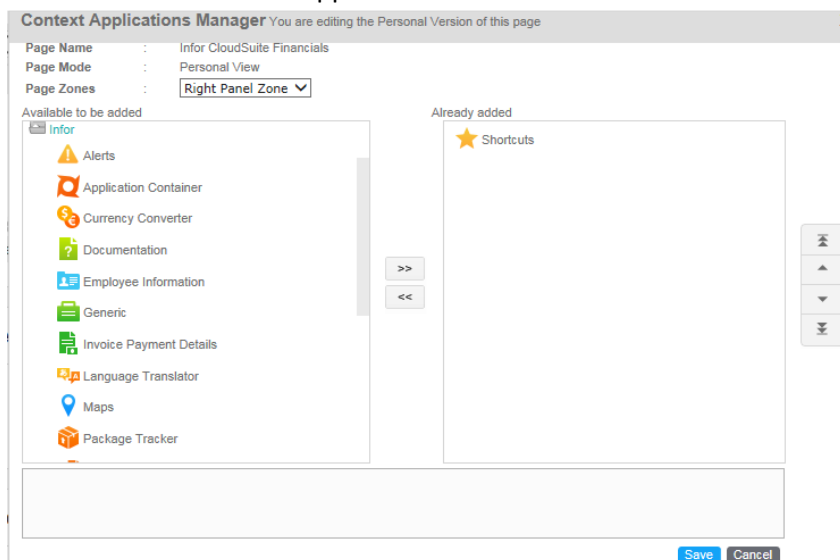 Context Applications Manager You are editing the Personal Version of this page
Page Name : Infor CloudSuite Financials
Page Mode : Personal View
Page Zones : Right Panel Zone
Available to be added
Already added
Infor
Alerts
Application Container
Currency Converter
Documentation
Employee Information
Generic
Invoice Payment Details
Language Translator
Maps
Package Tracker
>>
<<
Shortcuts
Save Cancel